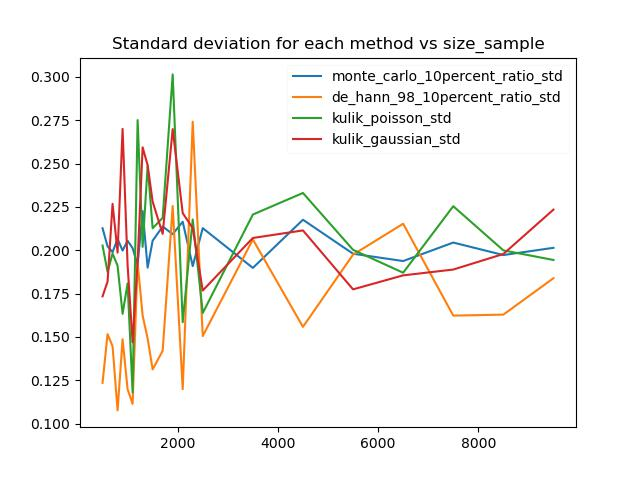 Standard deviation for each method vs size_sample
monte_carlo_10percent_ratio_std
de_hann_98_10percent_ratio_std
kulik_poisson_std
kulik_gaussian_std
0.300
0.275
0.250
0.225
0.200
0.175
0.150
0.125
0.100
2000 4000 6000 8000